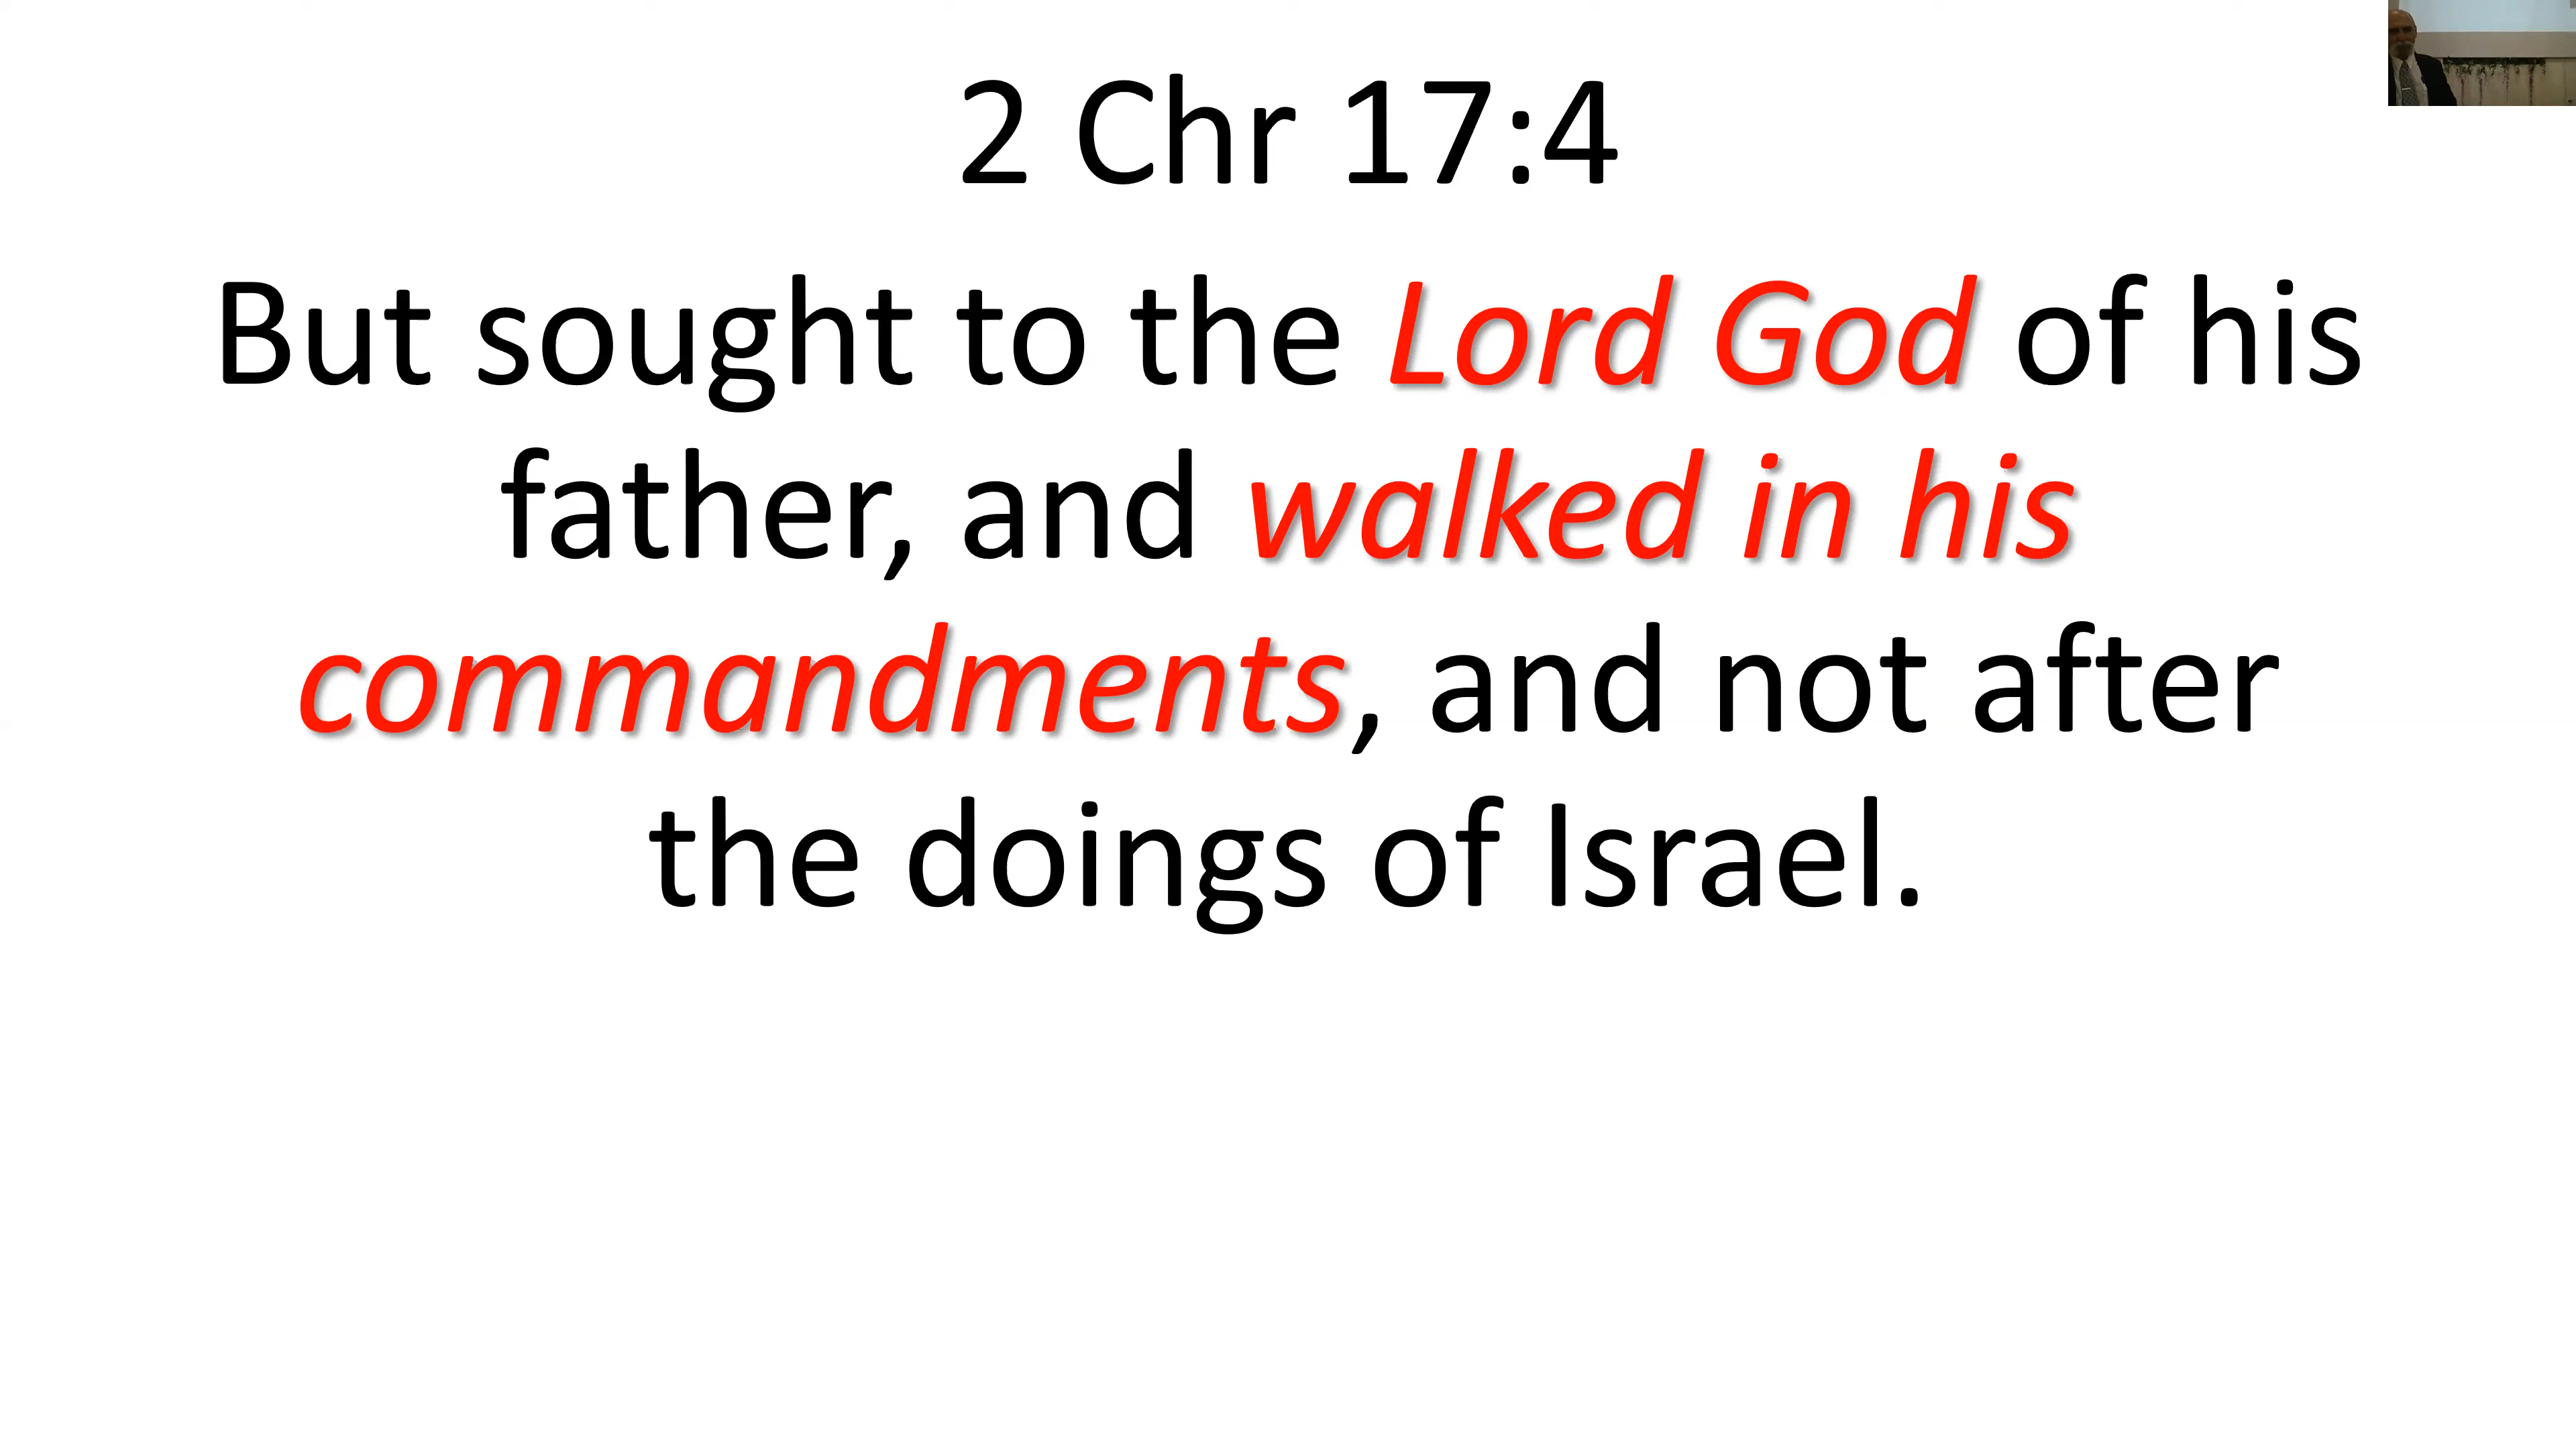 2 Chr 17:4
But sought to the Lord God of his
father, and walked in his
commandments, and not after
the doings of Israel.